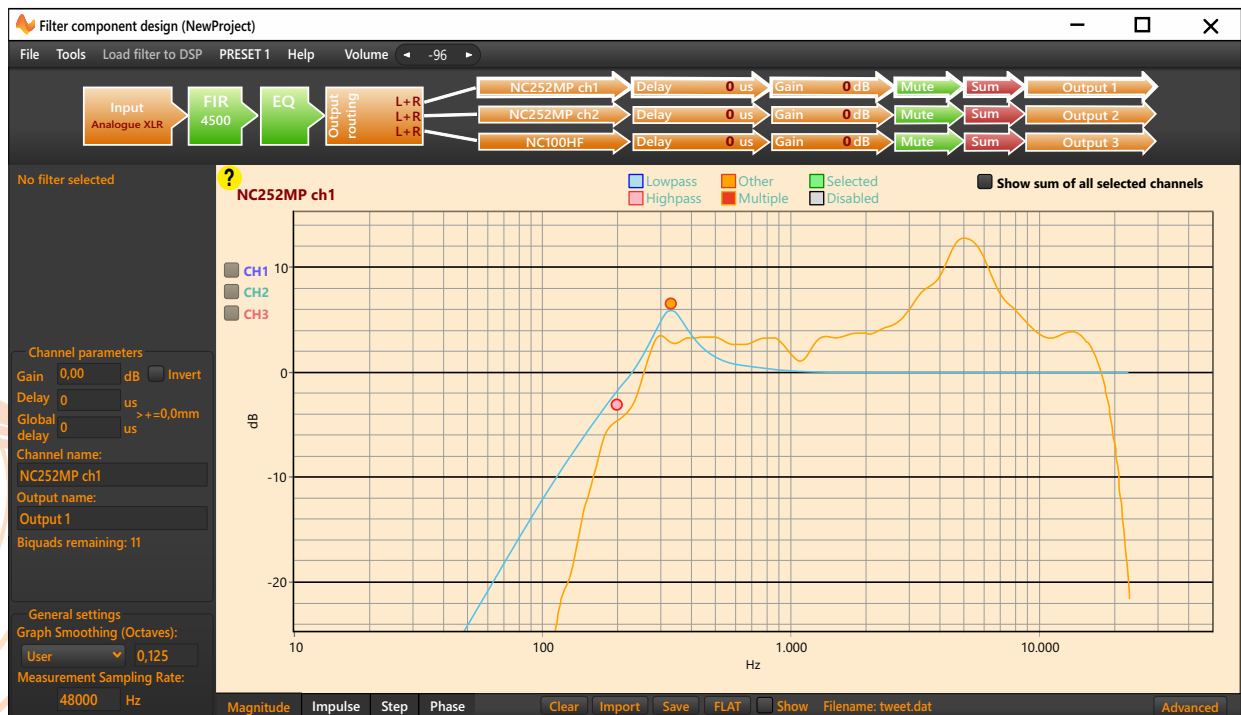 Filter component design (NewProject)
File Tools Load filter to DSP PRESET 1 Help Volume -96
Input
Analogue XLR
FIR
4500
EQ
Output
routing
L+R
L+R
L+R
NC252MP ch1 Delay 0 us Gain 0 dB Mute Sum Output 1
NC252MP ch2 Delay 0 us Gain 0 dB Mute Sum Output 2
NC100HF Delay 0 us Gain 0 dB Mute Sum Output 3
No filter selected
?
NC252MP ch1
Lowpass Other Selected
Highpass Multiple Disabled
Show sum of all selected channels
CH1
CH2
CH3
10
0
-10
-20
dB
10 100 1.000 10.000
Hz
Channel parameters
Gain 0,00 dB Invert
Delay 0 us
>+=0,0mm
Global
delay 0 us
Channel name:
NC252MP ch1
Output name:
Output 1
Biquads remaining: 11
General settings
Graph Smoothing (Octaves):
User 0,125
Measurement Sampling Rate:
48000 Hz
Magnitude Impulse Step Phase Clear Import Save FLAT Show Filename: tweet.dat Advanced